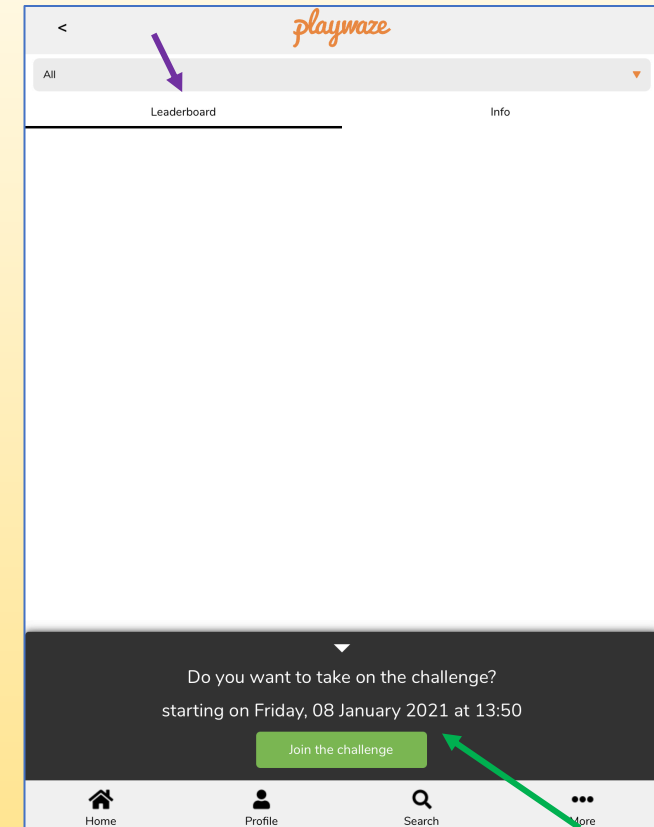 <
playwaze
All
Leaderboard Info
Do you want to take on the challenge?
starting on Friday, 08 January 2021 at 13:50
Join the challenge
Home Profile Search More